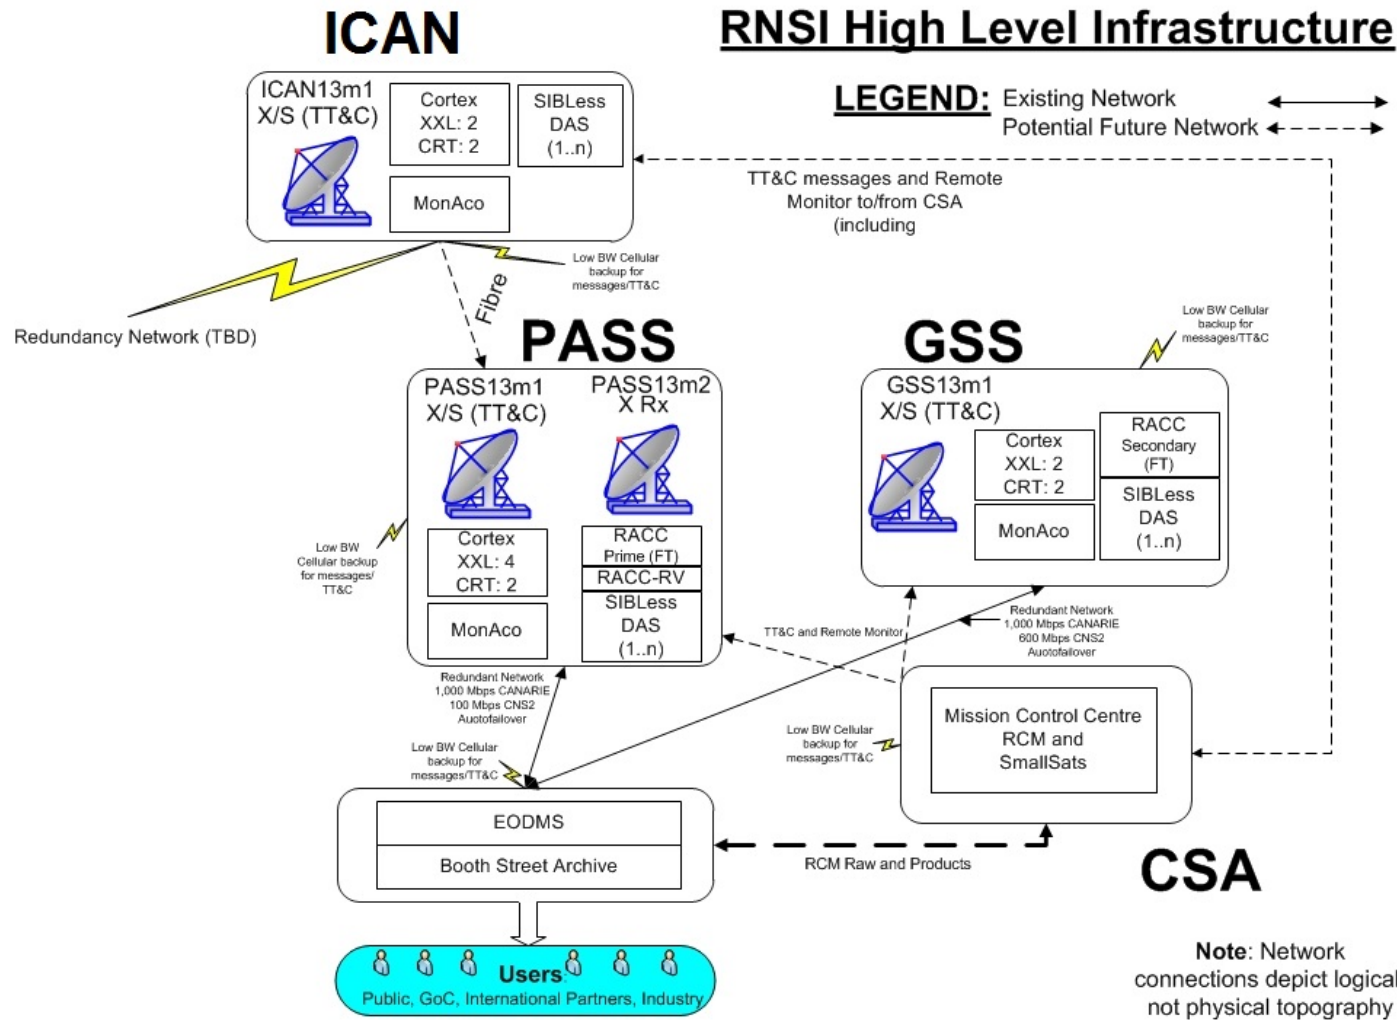 ICAN
RNSI High Level Infrastructure
LEGEND: Existing Network
Potential Future Network
ICAN13m1
X/S (TT&C)
Cortex
XXL: 2
CRT: 2
SIBLess
DAS
(1..n)
MonAco
TT&C messages and Remote
Monitor to/from CSA
(including
Low BW Cellular
backup for
messages/TT&C
Fibre
Redundancy Network (TBD)
PASS
PASS13m1
X/S (TT&C)
PASS13m2
X Rx
Cortex
XXL: 4
CRT: 2
MonAco
RACC
Prime (FT)
RACC-RV
SIBLess
DAS
(1..n)
Low BW
Cellular backup
for messages/
TT&C
GSS
Low BW Cellular
backup for
messages/TT&C
GSS13m1
X/S (TT&C)
Cortex
XXL: 2
CRT: 2
MonAco
RACC
Secondary
(FT)
SIBLess
DAS
(1..n)
Redundant Network
1,000 Mbps CANARIE
600 Mbps CNS2
Auotofailover
TT&C and Remote Monitor
Redundant Network
1,000 Mbps CANARIE
100 Mbps CNS2
Auotofailover
Low BW Cellular
backup for
messages/TT&C
Low BW Cellular
backup for
messages/TT&C
Mission Control Centre
RCM and
SmallSats
CSA
EODMS
Booth Street Archive
RCM Raw and Products
Users:
Public, GoC, International Partners, Industry
Note: Network
connections depict logical
not physical topography